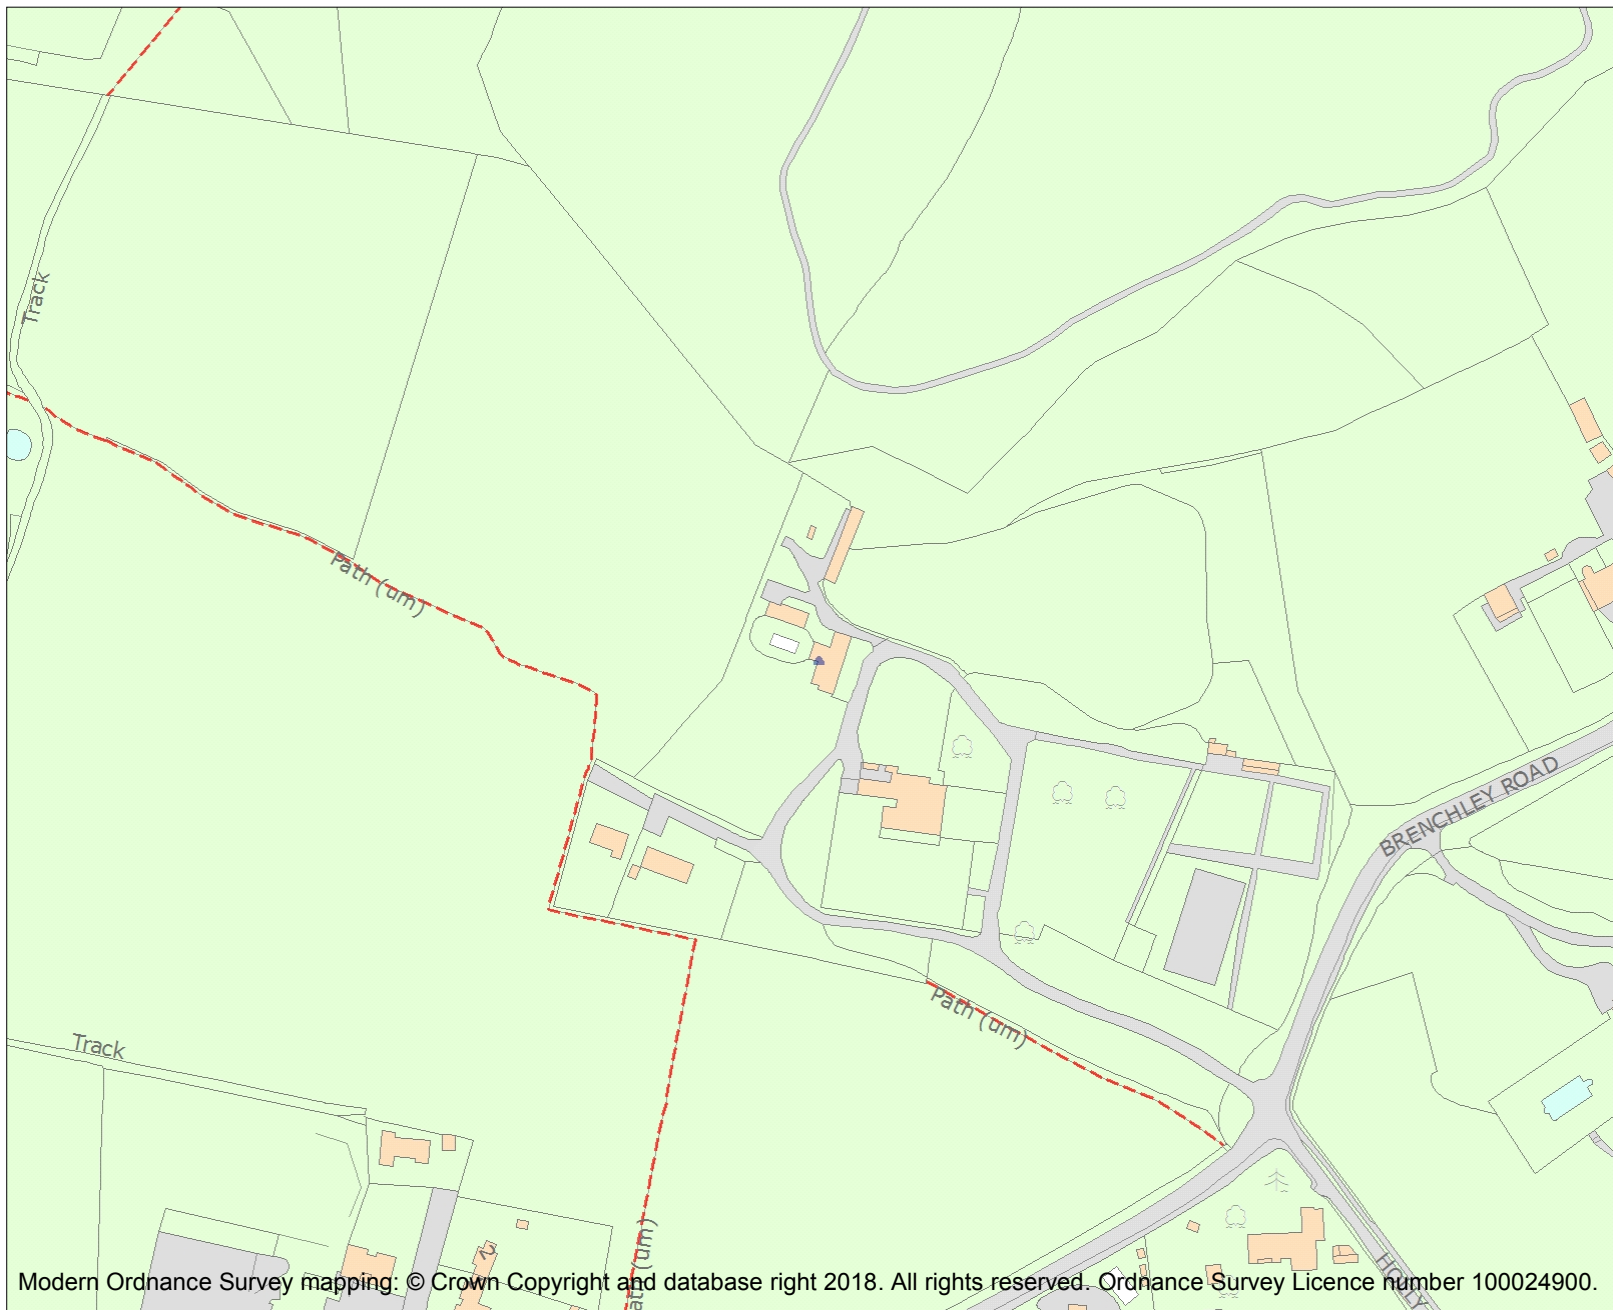 Track
Path (um)
BRENCHLEY ROAD
Path (um)
Track
2
Modern Ordnance Survey mapping: © Crown Copyright and database right 2018. All rights reserved. Ordnance Survey Licence number 100024900.